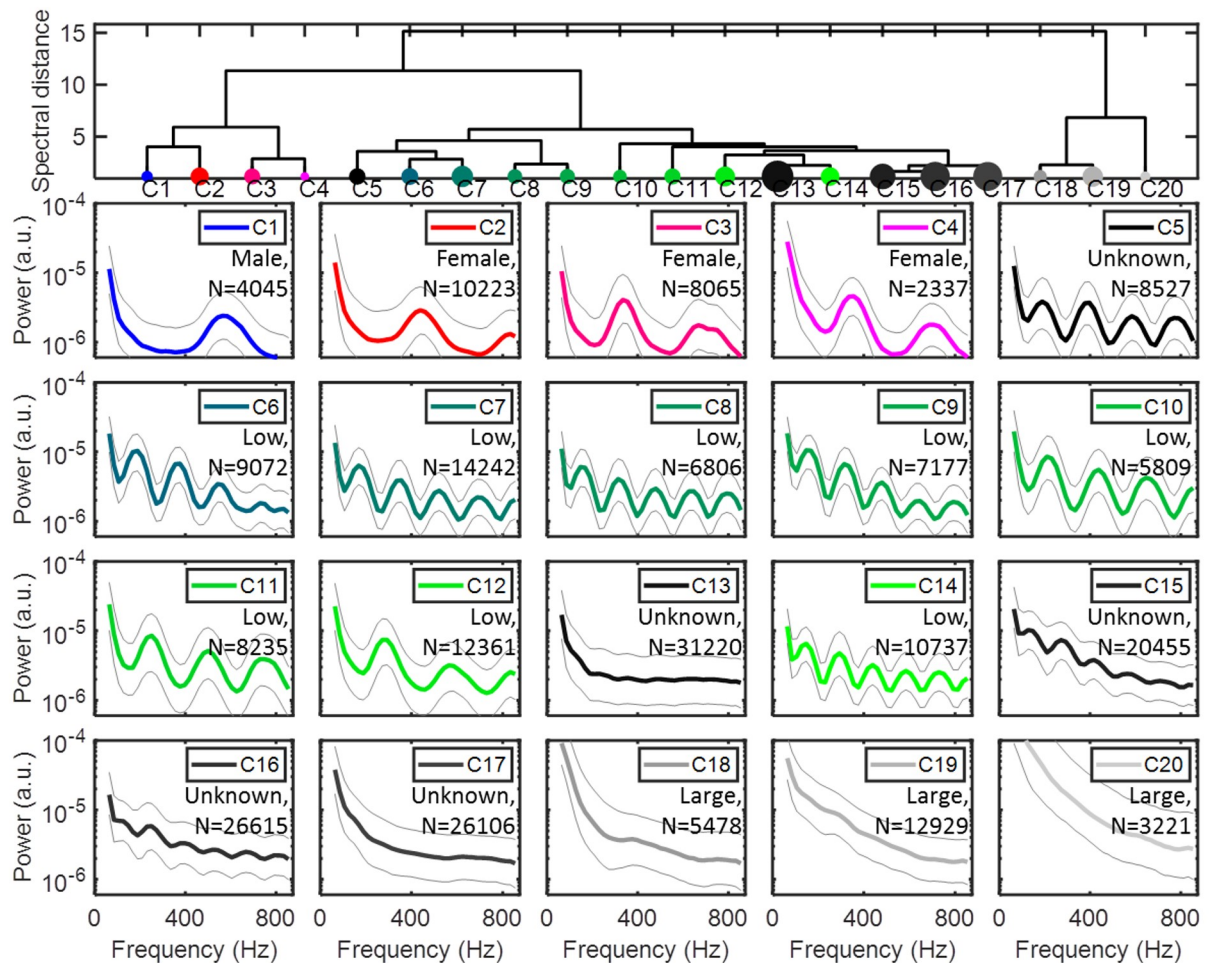 Spectral distance
15
10
5
C1 C2 C3 C4 C5 C6 C7 C8 C9 C10 C11 C12 C13 C14 C15 C16 C17 C18 C19 C20
Power (a.u.)
10-4
10-5
10-6
C1
Male,
N=4045
C2
Female,
N=10223
C3
Female,
N=8065
C4
Female,
N=2337
C5
Unknown,
N=8527
Power (a.u.)
10-4
10-5
10-6
C6
Low,
N=9072
C7
Low,
N=14242
C8
Low,
N=6806
C9
Low,
N=7177
C10
Low,
N=5809
Power (a.u.)
10-4
10-5
10-6
C11
Low,
N=8235
C12
Low,
N=12361
C13
Unknown,
N=31220
C14
Low,
N=10737
C15
Unknown,
N=20455
Power (a.u.)
10-4
10-5
10-6
C16
Unknown,
N=26615
C17
Unknown,
N=26106
C18
Large,
N=5478
C19
Large,
N=12929
C20
Large,
N=3221
0 400 800 0 400 800 0 400 800 0 400 800 0 400 800
Frequency (Hz) Frequency (Hz) Frequency (Hz) Frequency (Hz) Frequency (Hz)